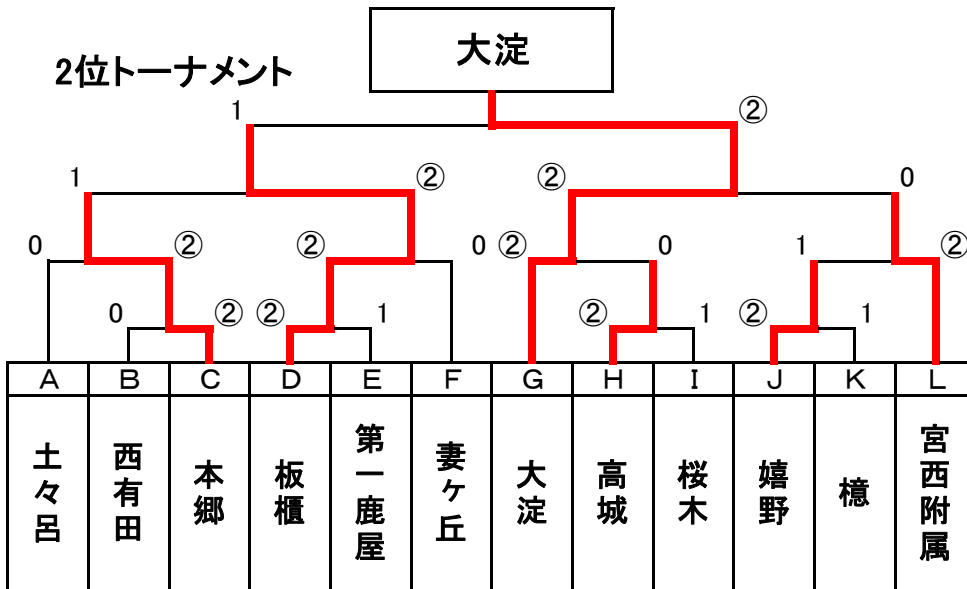 大淀
2位トーナメント
1 ②
1 ② ② 0
0 ② ② 0 ② 0 1 ②
0 ② ② 1 ② 1 ② 1
A B C D E F G H I J K L
土々呂 西有田 本郷 板櫃 第一鹿屋 妻ヶ丘 大淀 高城 桜木 嬉野 檍 宮西附属